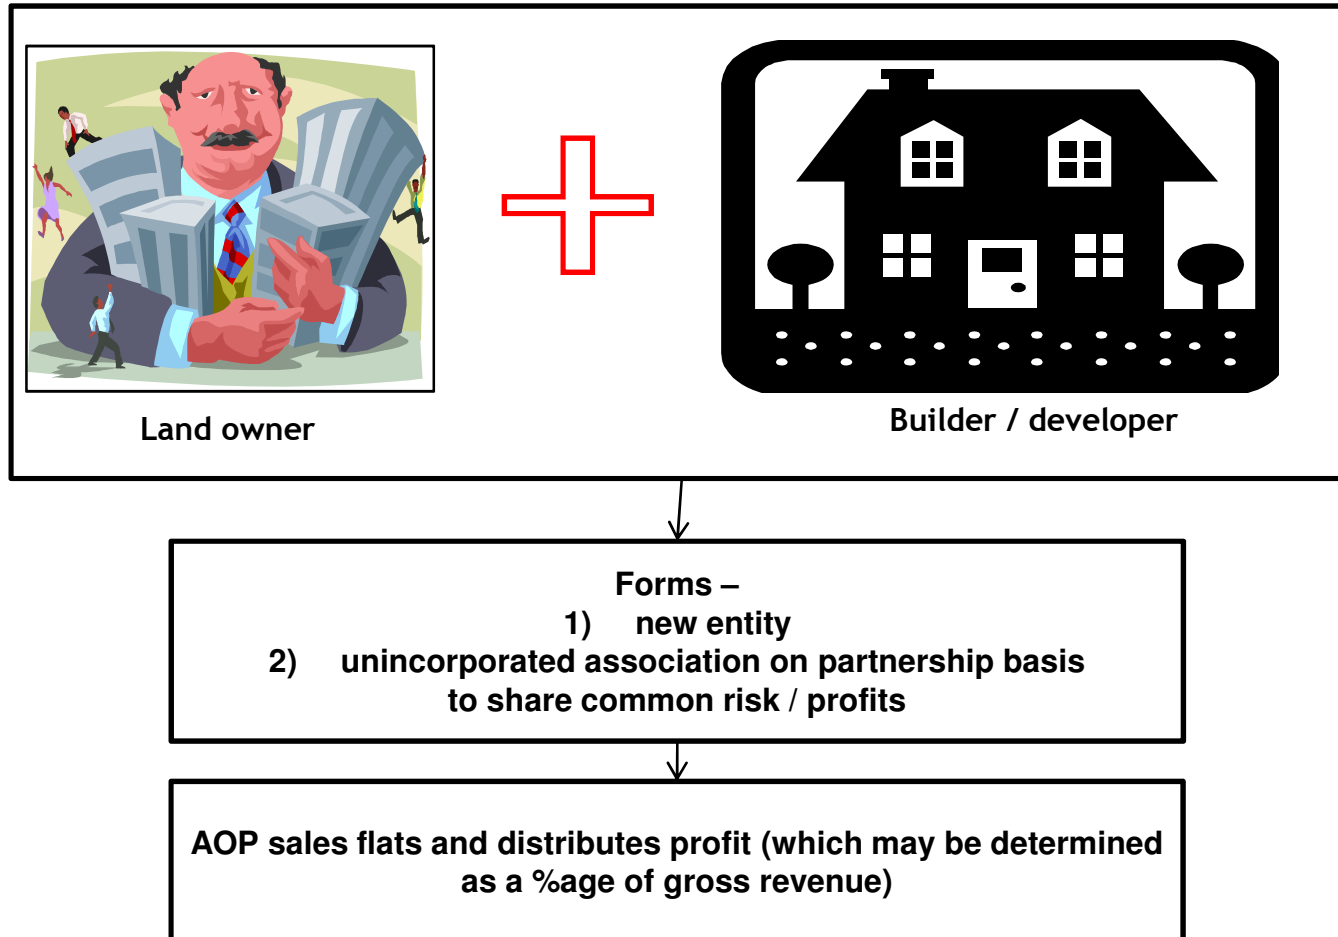 Land owner
Builder / developer
Forms –
1) new entity
2) unincorporated association on partnership basis
to share common risk / profits
AOP sales flats and distributes profit (which may be determined
as a %age of gross revenue)